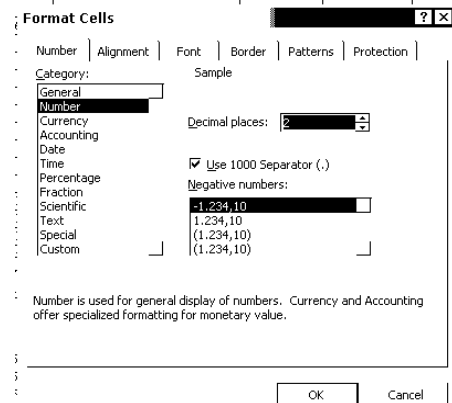 Format Cells
Number Alignment Font Border Patterns Protection
Category:
Sample
General
Number
Currency
Accounting
Date
Time
Percentage
Fraction
Scientific
Text
Special
Custom
Decimal places: 2
Use 1000 Separator (.)
Negative numbers:
-1.234,10
1.234,10
(1.234,10)
(1.234,10)
Number is used for general display of numbers. Currency and Accounting
offer specialized formatting for monetary value.
OK Cancel